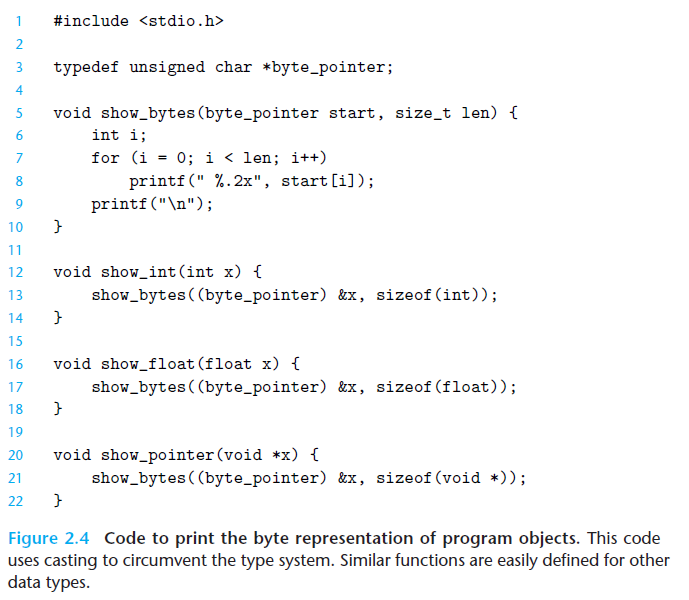 1 #include <stdio.h>
2
3 typedef unsigned char *byte_pointer;
4
5 void show_bytes(byte_pointer start, size_t len) {
6     int i;
7     for (i = 0; i < len; i++)
8         printf(" %.2x", start[i]);
9     printf("\n");
10 }
11
12 void show_int(int x) {
13     show_bytes((byte_pointer) &x, sizeof(int));
14 }
15
16 void show_float(float x) {
17     show_bytes((byte_pointer) &x, sizeof(float));
18 }
19
20 void show_pointer(void *x) {
21     show_bytes((byte_pointer) &x, sizeof(void *));
22 }
Figure 2.4 Code to print the byte representation of program objects. This code
uses casting to circumvent the type system. Similar functions are easily defined for other
data types.